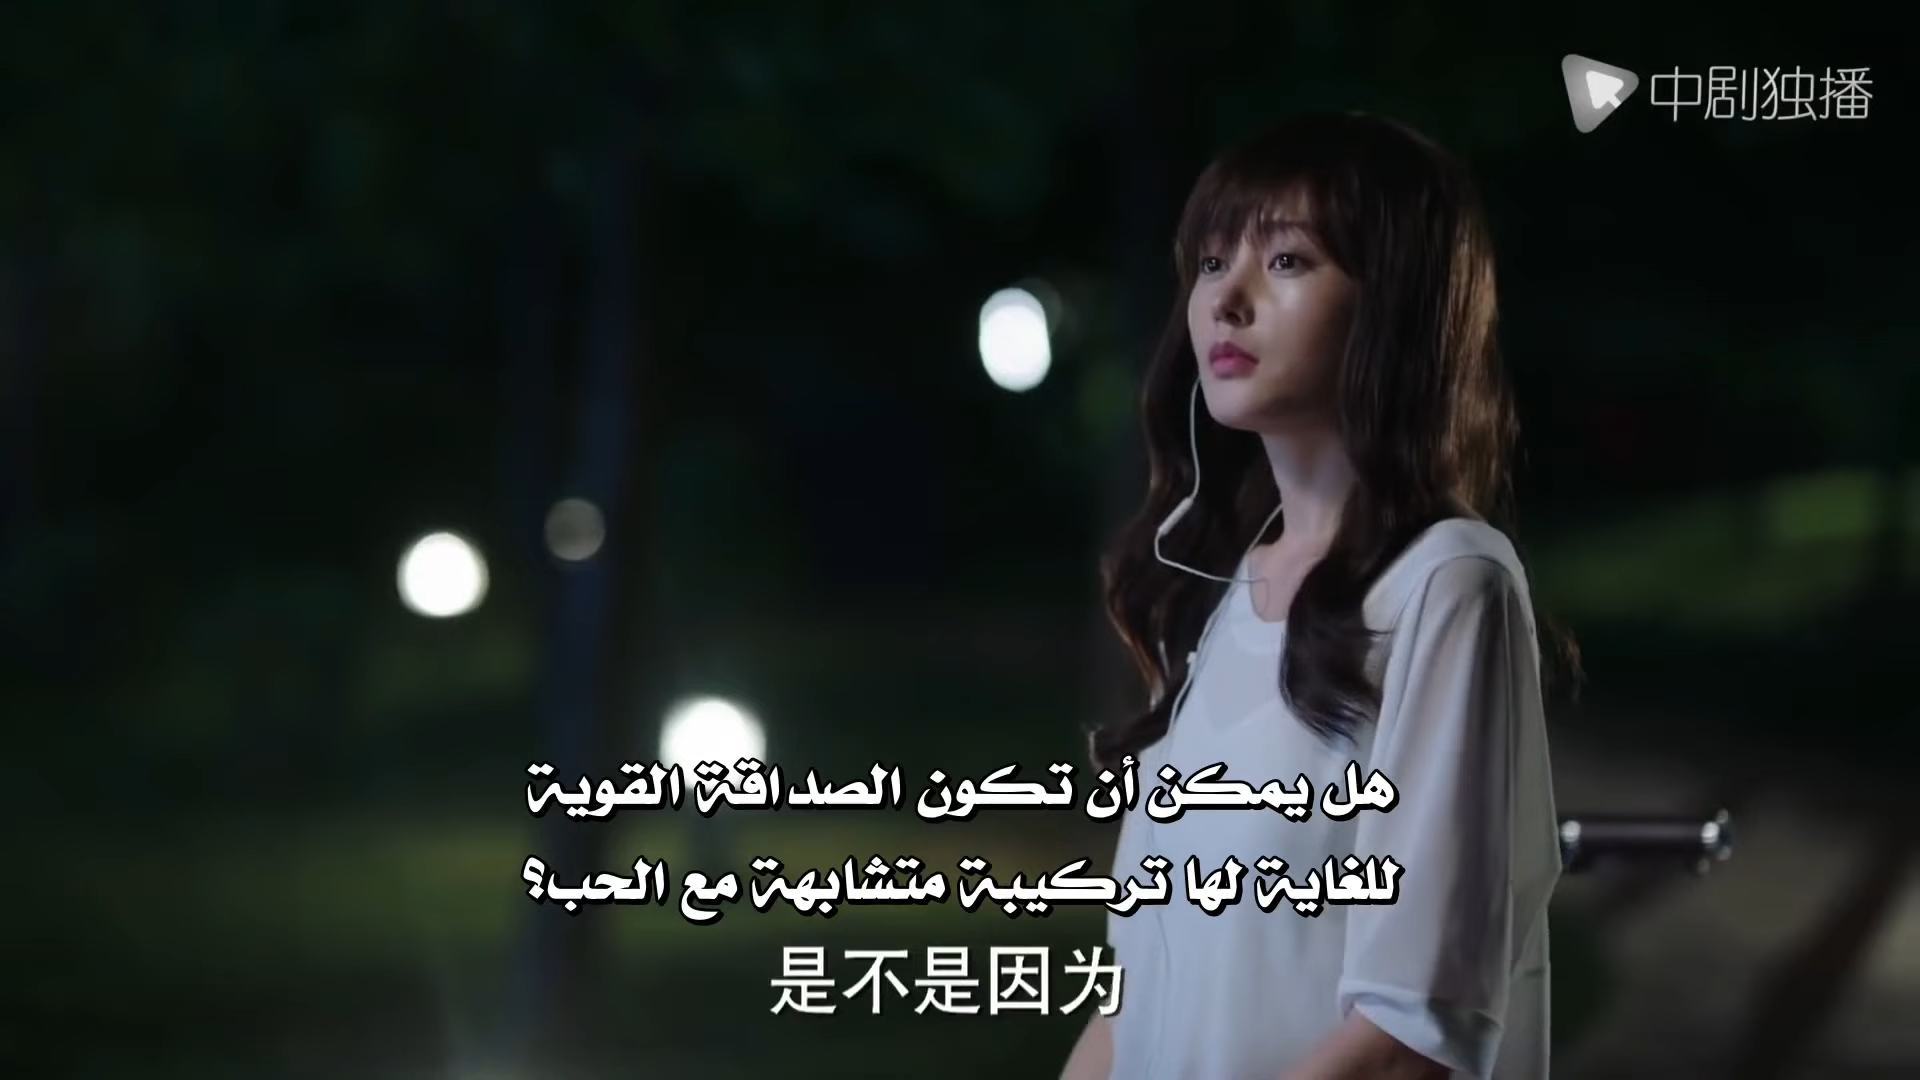 中剧独播
هل يمكن أن تكون الصداقة القوية
للغاية لها تركيبة متشابهة مع الحب؟
是不是因为